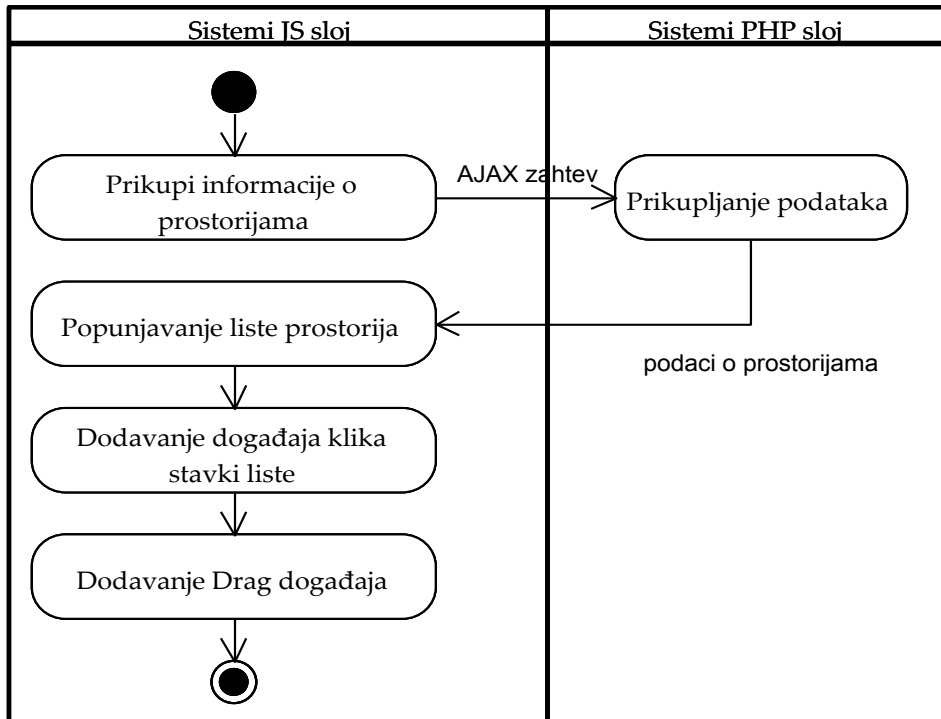 Sistemi JS sloj
Sistemi PHP sloj
Prikupi informacije o
prostorijama
AJAX zahtev
Prikupljanje podataka
Popunjavanje liste prostorija
podaci o prostorijama
Dodavanje događaja klika
stavki liste
Dodavanje Drag događaja